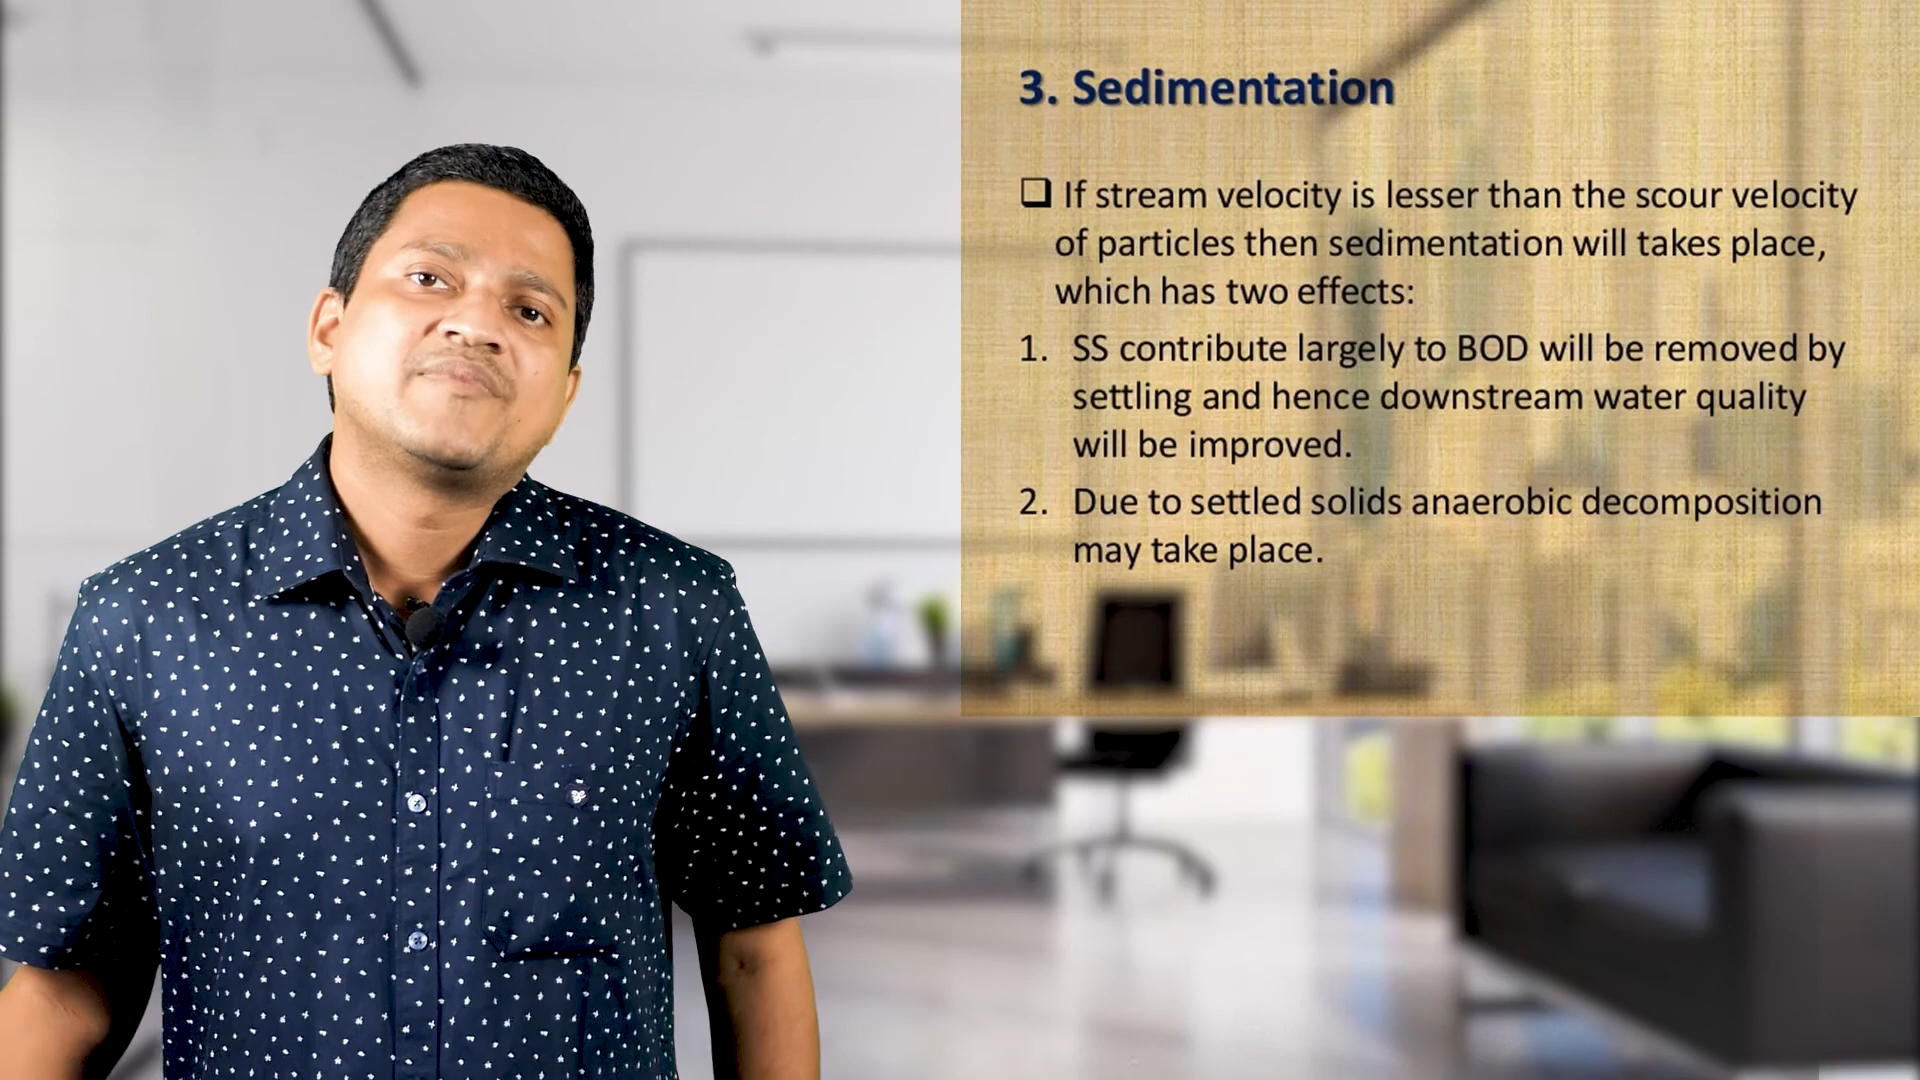 3. Sedimentation
❑ If stream velocity is lesser than the scour velocity
of particles then sedimentation will takes place,
which has two effects:
1. SS contribute largely to BOD will be removed by
settling and hence downstream water quality
will be improved.
2. Due to settled solids anaerobic decomposition
may take place.